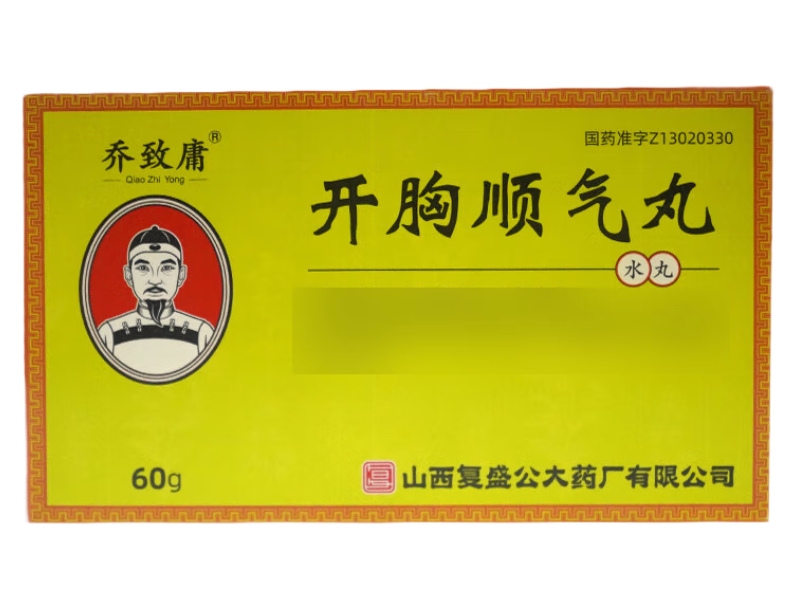 乔致庸®
Qiao Zhi Yong
国药准字Z13020330
开胸顺气丸
水丸
60g
山西复盛公大药厂有限公司